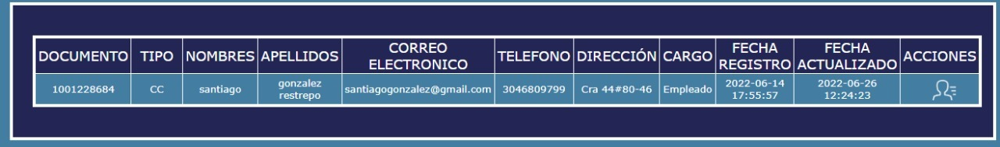 DOCUMENTO TIPO NOMBRES APELLIDOS CORREO ELECTRONICO TELEFONO DIRECCIÓN CARGO FECHA REGISTRO FECHA ACTUALIZADO ACCIONES
1001228684 CC santiago gonzalez restrepo santiagogonzalez@gmail.com 3046809799 Cra 44#80-46 Empleado 2022-06-14 17:55:57 2022-06-26 12:24:23